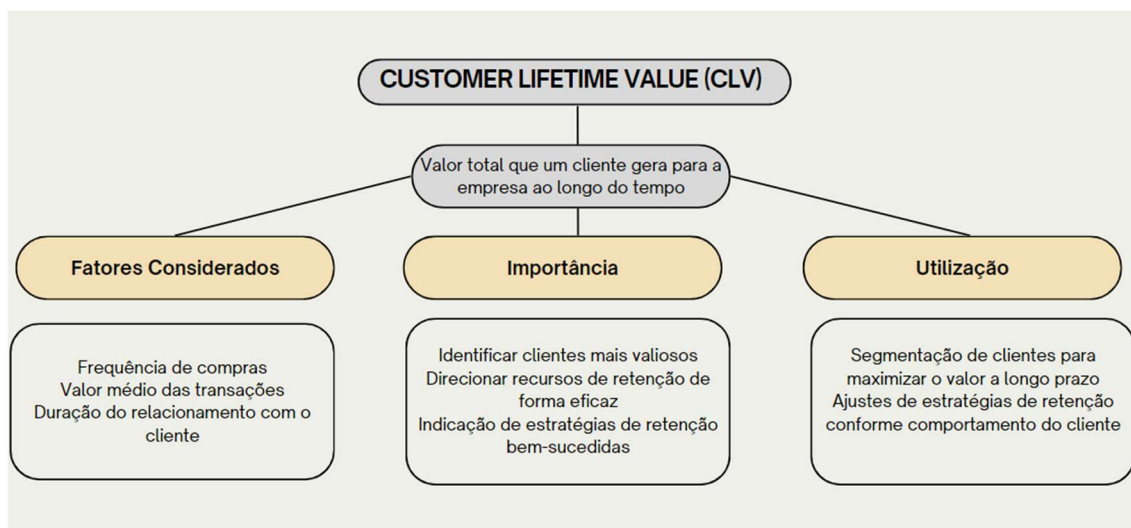 CUSTOMER LIFETIME VALUE (CLV)
Valor total que um cliente gera para a
empresa ao longo do tempo
Fatores Considerados
Frequência de compras
Valor médio das transações
Duração do relacionamento com o
cliente
Importância
Identificar clientes mais valiosos
Direcionar recursos de retenção de
forma eficaz
Indicação de estratégias de retenção
bem-sucedidas
Utilização
Segmentação de clientes para
maximizar o valor a longo prazo
Ajustes de estratégias de retenção
conforme comportamento do cliente